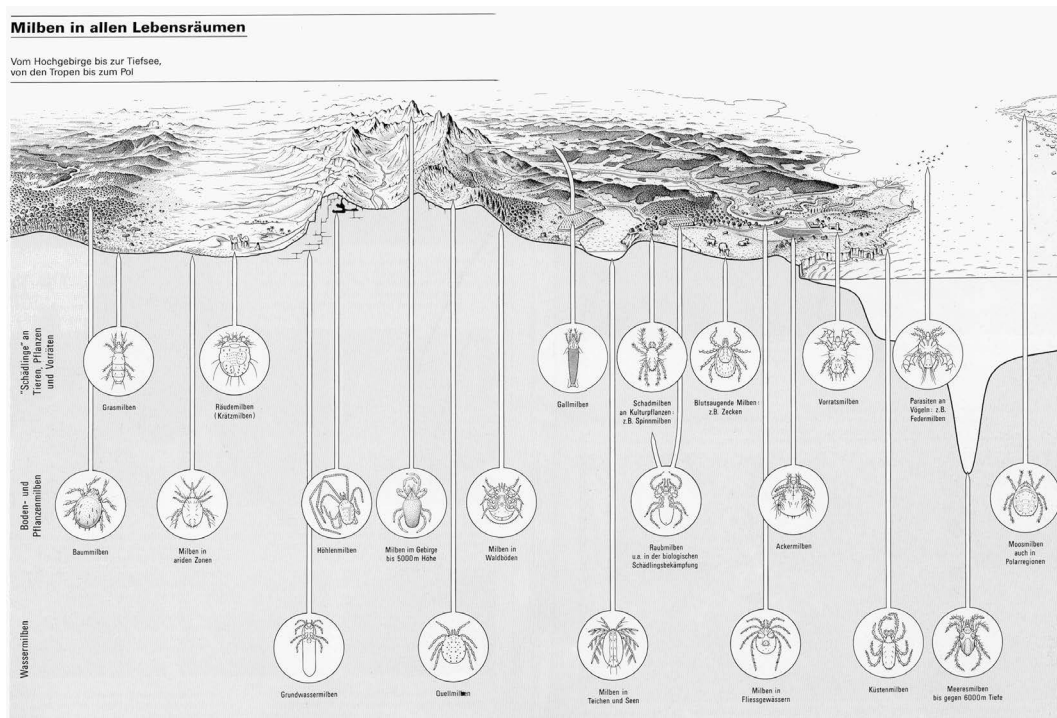 Milben in allen Lebensräumen
Vom Hochgebirge bis zur Tiefsee,
von den Tropen bis zum Pol
"Schädlinge" an
Tieren, Pflanzen
und Vorräten
Grasmilben
Räudemilben
(Krätzmilben)
Gallmilben
Schadmilben
an Kulturpflanzen:
z.B. Spinnmilben
Blutsaugende Milben:
z.B. Zecken
Vorratsmilben
Parasiten an
Vögeln: z.B.
Federmilben
Boden- und
Pflanzenmilben
Baummilben
Milben in
ariden Zonen
Höhlenmilben
Milben im Gebirge
bis 5000m Höhe
Milben in
Waldböden
Raubmilben
u.a. in der biologischen
Schädlingsbekämpfung
Ackermilben
Moosmilben
auch in
Polarregionen
Wassermilben
Grundwassermilben
Quellmilben
Milben in
Teichen und Seen
Milben in
Fliessgewässern
Küstenmilben
Meeresmilben
bis gegen 6000m Tiefe